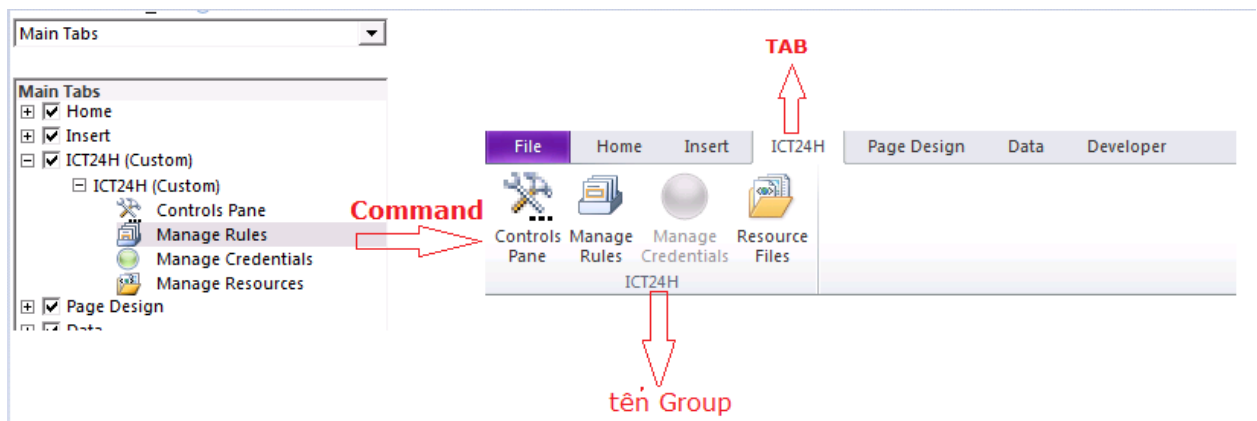 Main Tabs
Main Tabs
Home
Insert
ICT24H (Custom)
ICT24H (Custom)
Controls Pane
Manage Rules
Manage Credentials
Manage Resources
Page Design
Data
TAB
File Home Insert ICT24H Page Design Data Developer
Command
Controls Manage Manage Resource
Pane Rules Credentials Files
ICT24H
tên Group